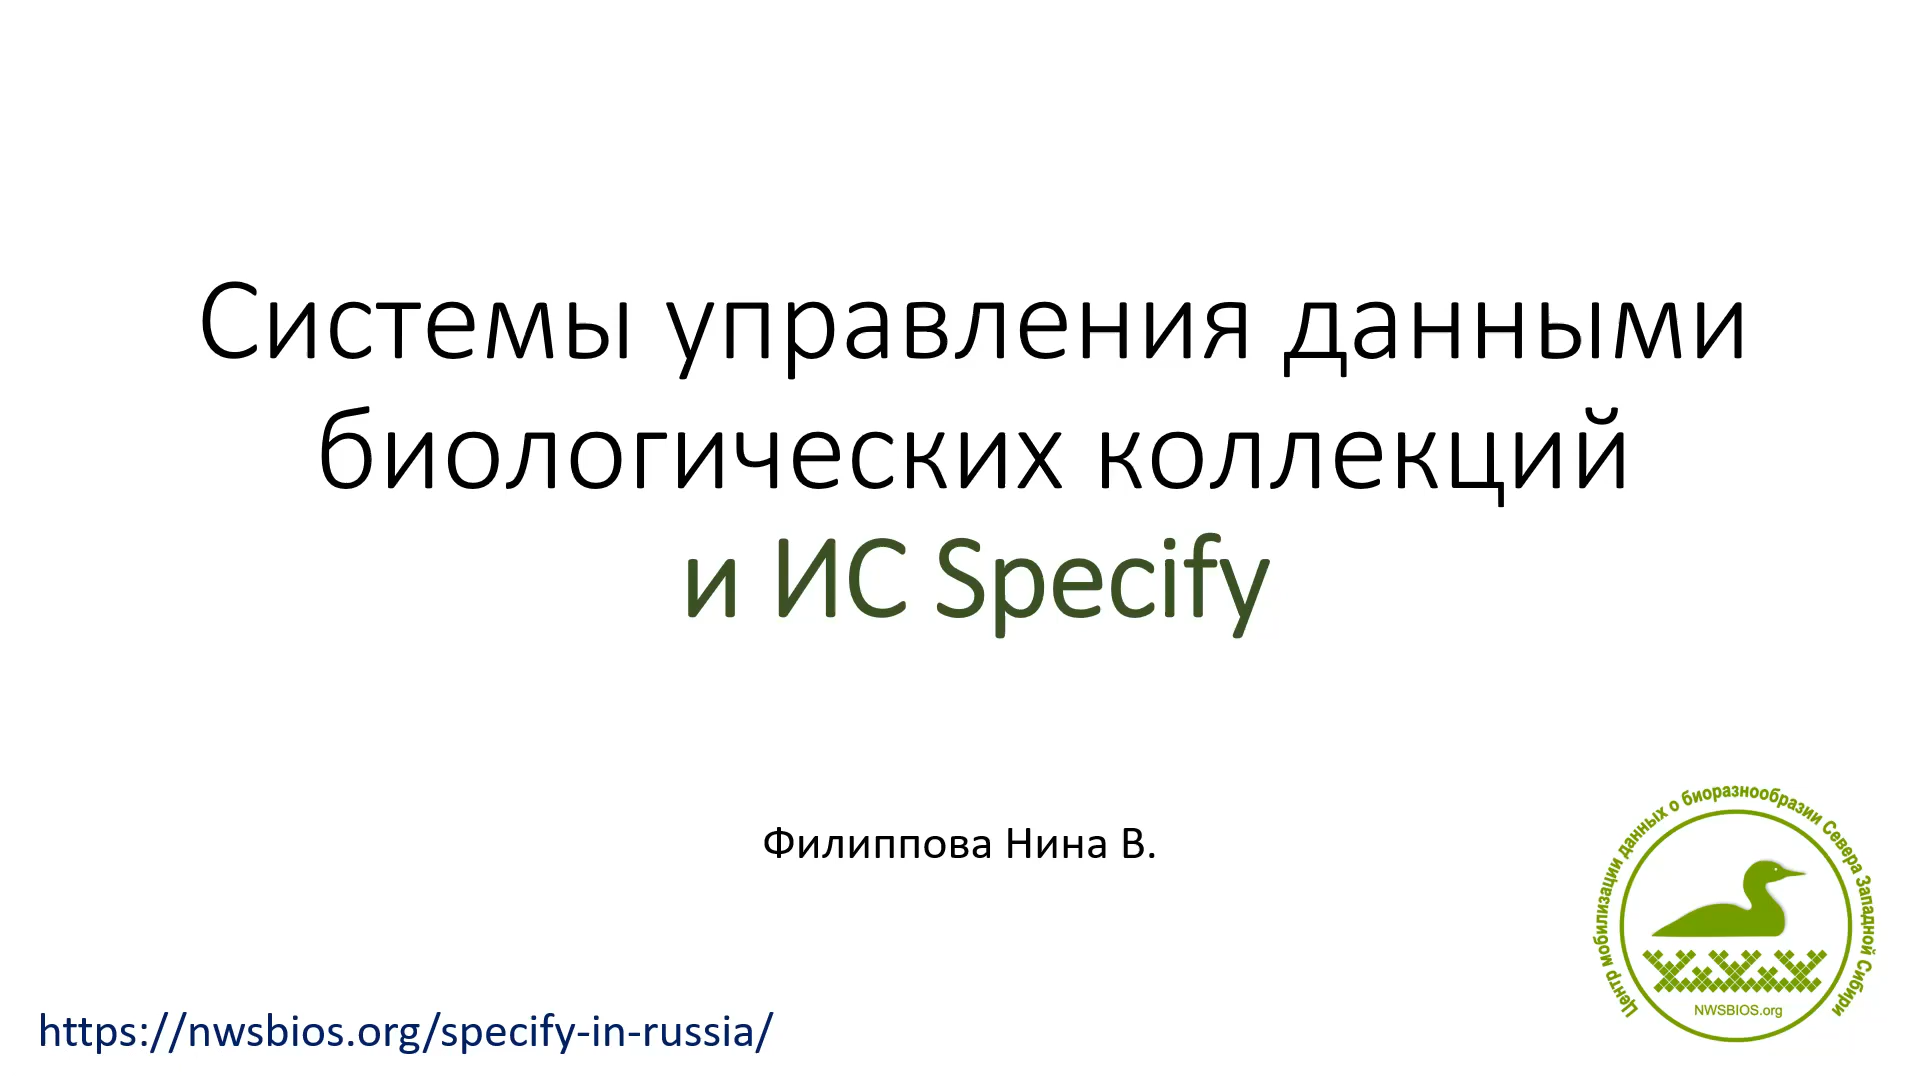 Системы управления данными
биологических коллекций
и ИС Specify
Филиппова Нина В.
Центр мобилизации данных о биоразнообразии Севера Западной Сибири
NWSBIOS.org
https://nwsbios.org/specify-in-russia/